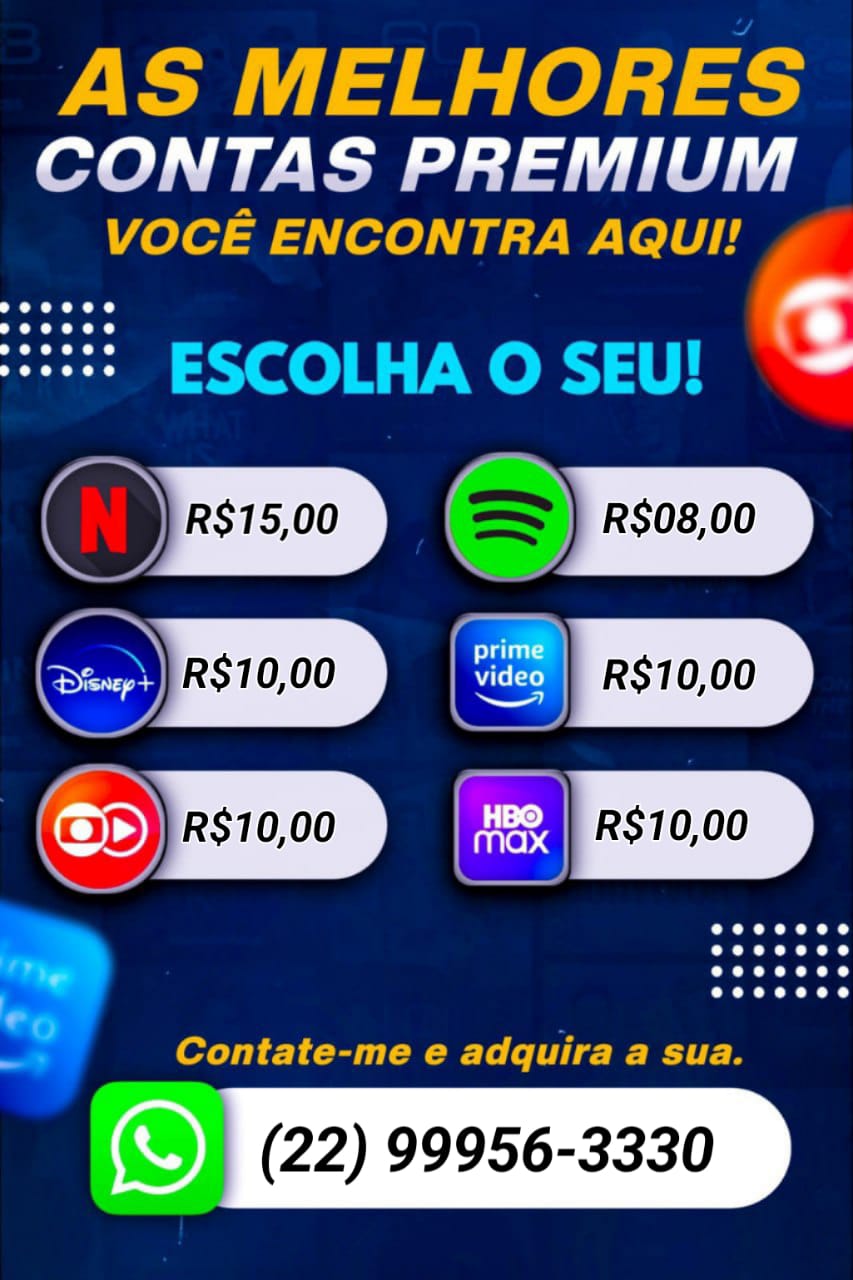 AS MELHORES
CONTAS PREMIUM
VOCÊ ENCONTRA AQUI!
ESCOLHA O SEU!
N R$15,00
R$08,00
Disney+ R$10,00
prime
video
R$10,00
R$10,00
HBO
max
R$10,00
Contate-me e adquira a sua.
(22) 99956-3330